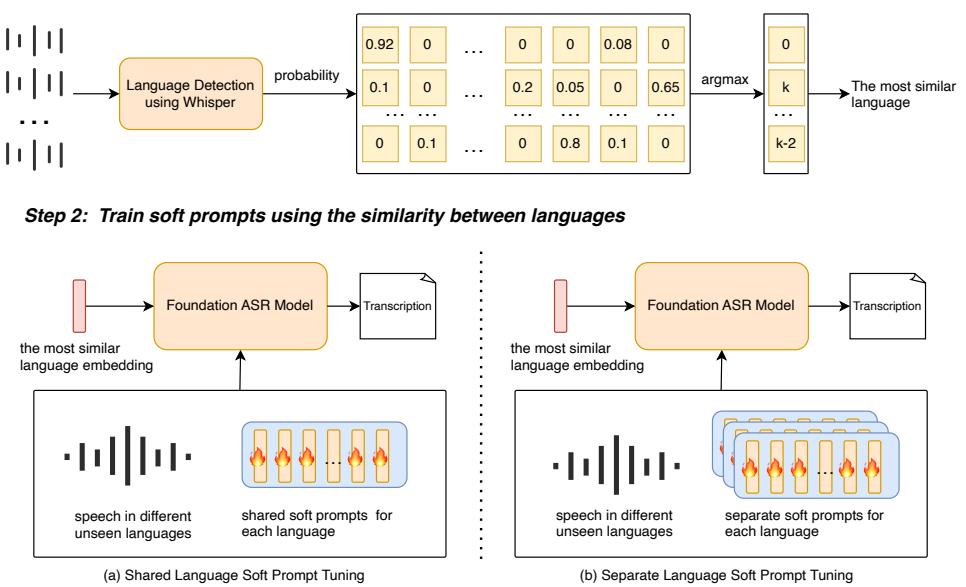 Language Detection
using Whisper
probability
0.92 0 ... 0 0 0.08 0
0.1 0 ... 0.2 0.05 0 0.65
... ... ... ... ...
0 0.1 ... 0 0.8 0.1 0
argmax
0
k
...
k-2
The most similar
language
Step 2: Train soft prompts using the similarity between languages
Foundation ASR Model
Transcription
the most similar
language embedding
...
speech in different
unseen languages
shared soft prompts for
each language
(a) Shared Language Soft Prompt Tuning
Foundation ASR Model
Transcription
the most similar
language embedding
...
speech in different
unseen languages
separate soft prompts for
each language
(b) Separate Language Soft Prompt Tuning